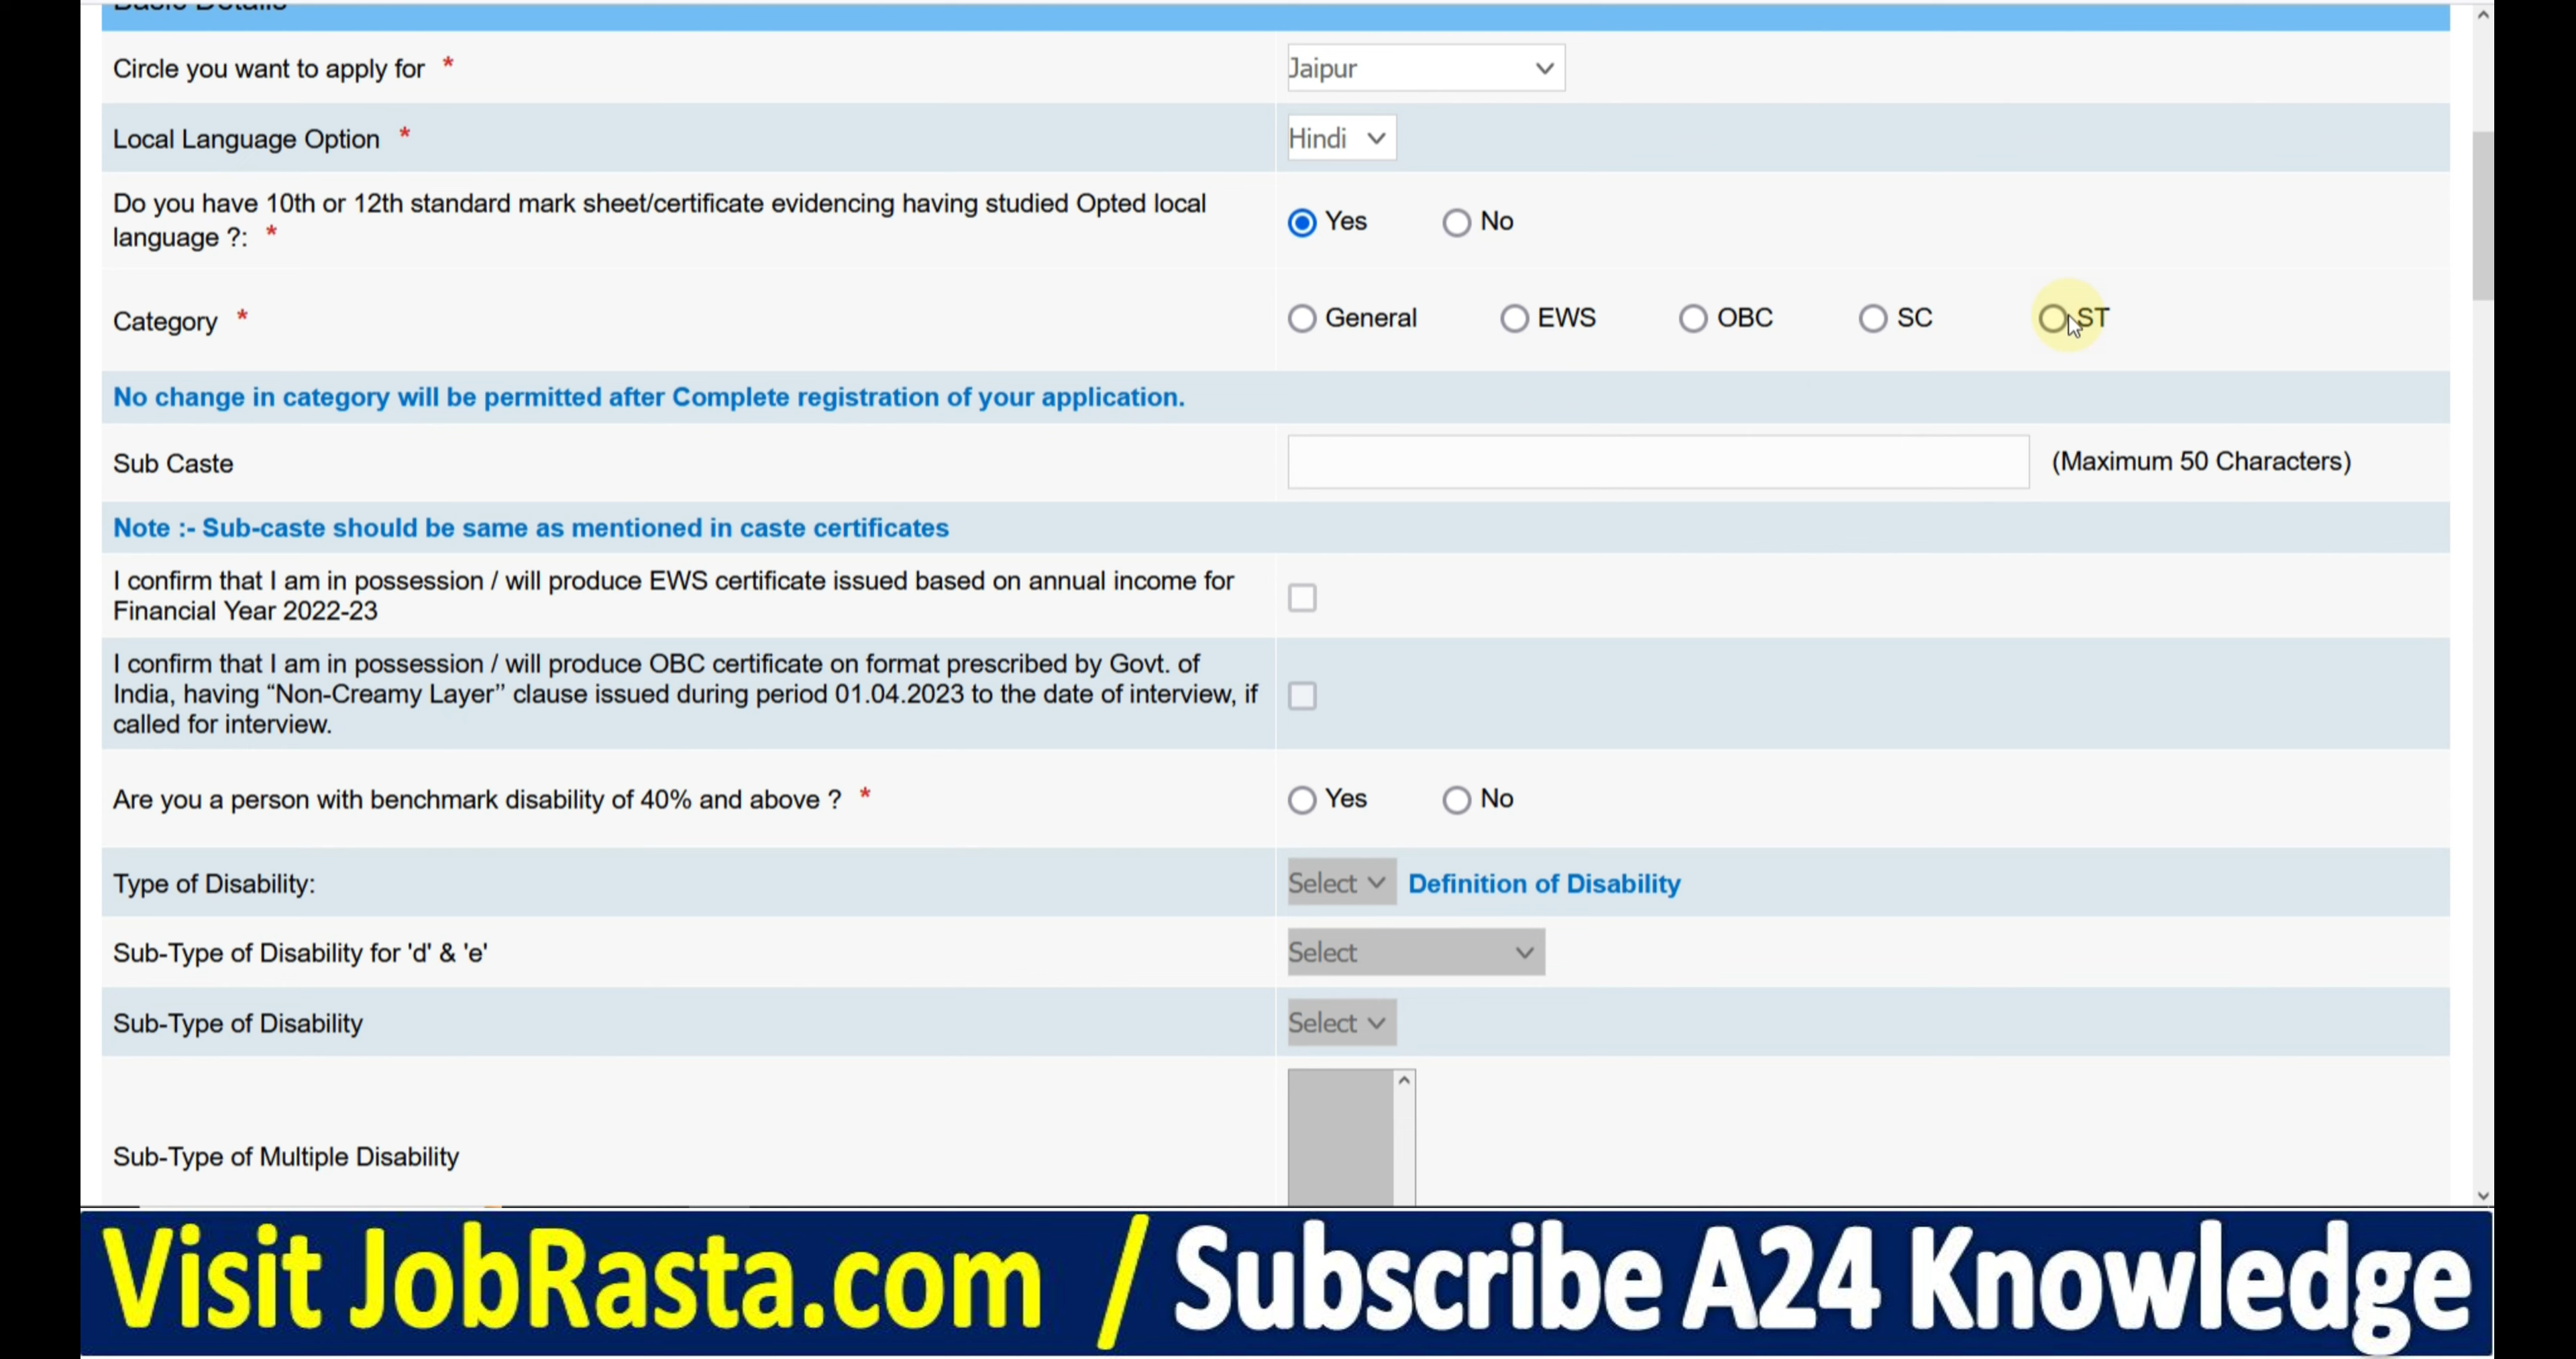 Basic Details
Circle you want to apply for * Jaipur
Local Language Option * Hindi
Do you have 10th or 12th standard mark sheet/certificate evidencing having studied Opted local
language ?: * Yes No
Category * General EWS OBC SC ST
No change in category will be permitted after Complete registration of your application.
Sub Caste (Maximum 50 Characters)
Note :- Sub-caste should be same as mentioned in caste certificates
I confirm that I am in possession / will produce EWS certificate issued based on annual income for
Financial Year 2022-23
I confirm that I am in possession / will produce OBC certificate on format prescribed by Govt. of
India, having “Non-Creamy Layer’’ clause issued during period 01.04.2023 to the date of interview, if
called for interview.
Are you a person with benchmark disability of 40% and above ? * Yes No
Type of Disability: Select Definition of Disability
Sub-Type of Disability for 'd' & 'e' Select
Sub-Type of Disability Select
Sub-Type of Multiple Disability
Visit JobRasta.com / Subscribe A24 Knowledge